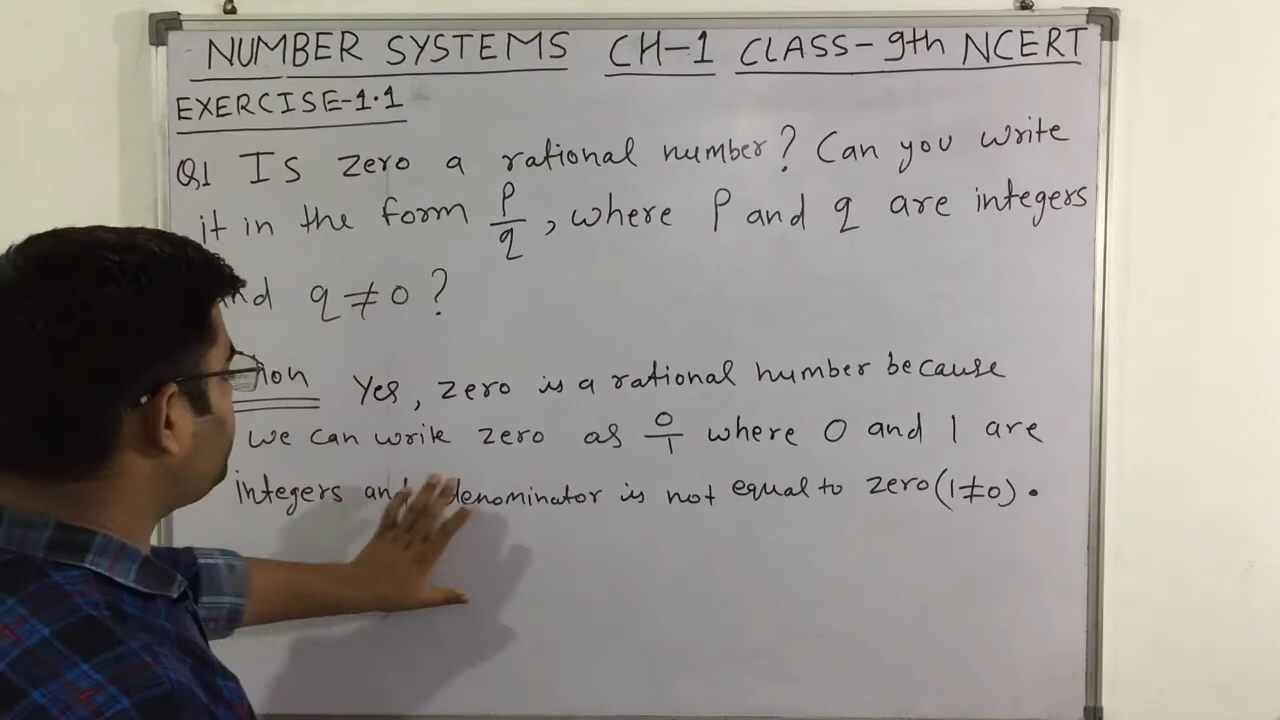 NUMBER SYSTEMS CH-1 CLASS-9th NCERT
EXERCISE-1.1
Q1 Is zero a rational number? Can you write
it in the form p/q, where p and q are integers
q≠0?
Yes, zero is a rational number because
we can write zero as 0/1 where 0 and 1 are
integers and denominator is not equal to zero(1≠0).